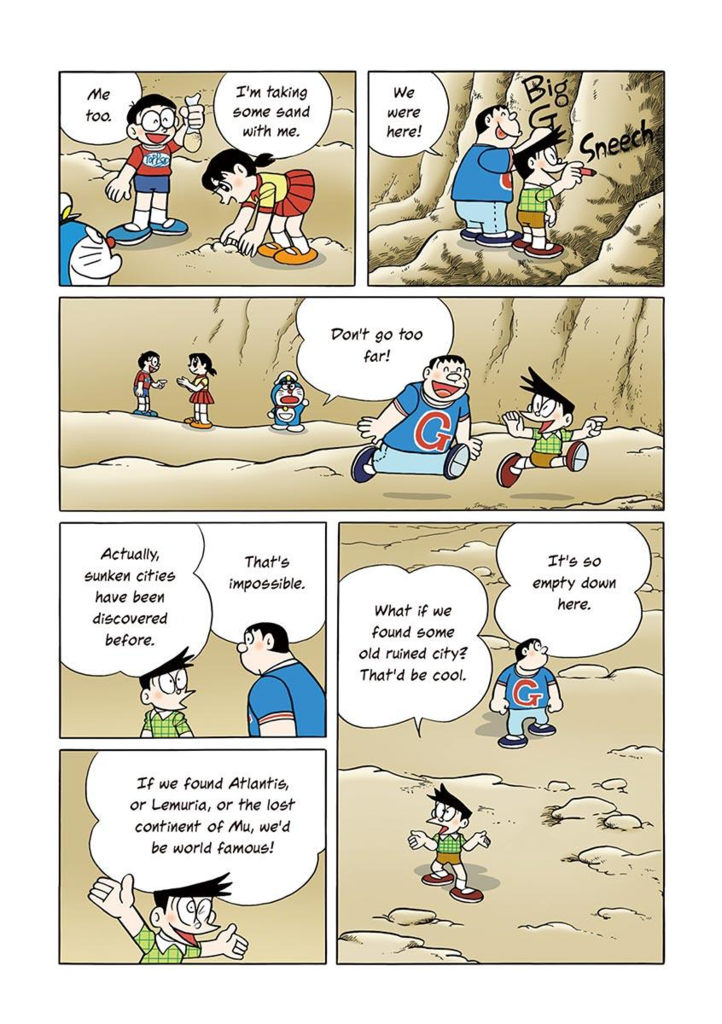 We
were
here!
Big
G
Sneech
I'm taking
some sand
with me.
Me
too.
Don't go too
far!
G
It's so
empty down
here.
What if we
found some
old ruined city?
That'd be cool.
G
That's
impossible.
Actually,
sunken cities
have been
discovered
before.
If we found Atlantis,
or Lemuria, or the lost
continent of Mu, we'd
be world famous!